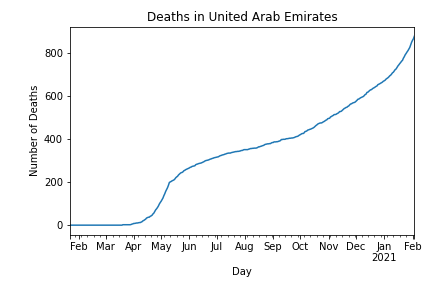 Deaths in United Arab Emirates
Number of Deaths
800
600
400
200
0
Feb Mar Apr May Jun Jul Aug Sep Oct Nov Dec Jan Feb
2021
Day